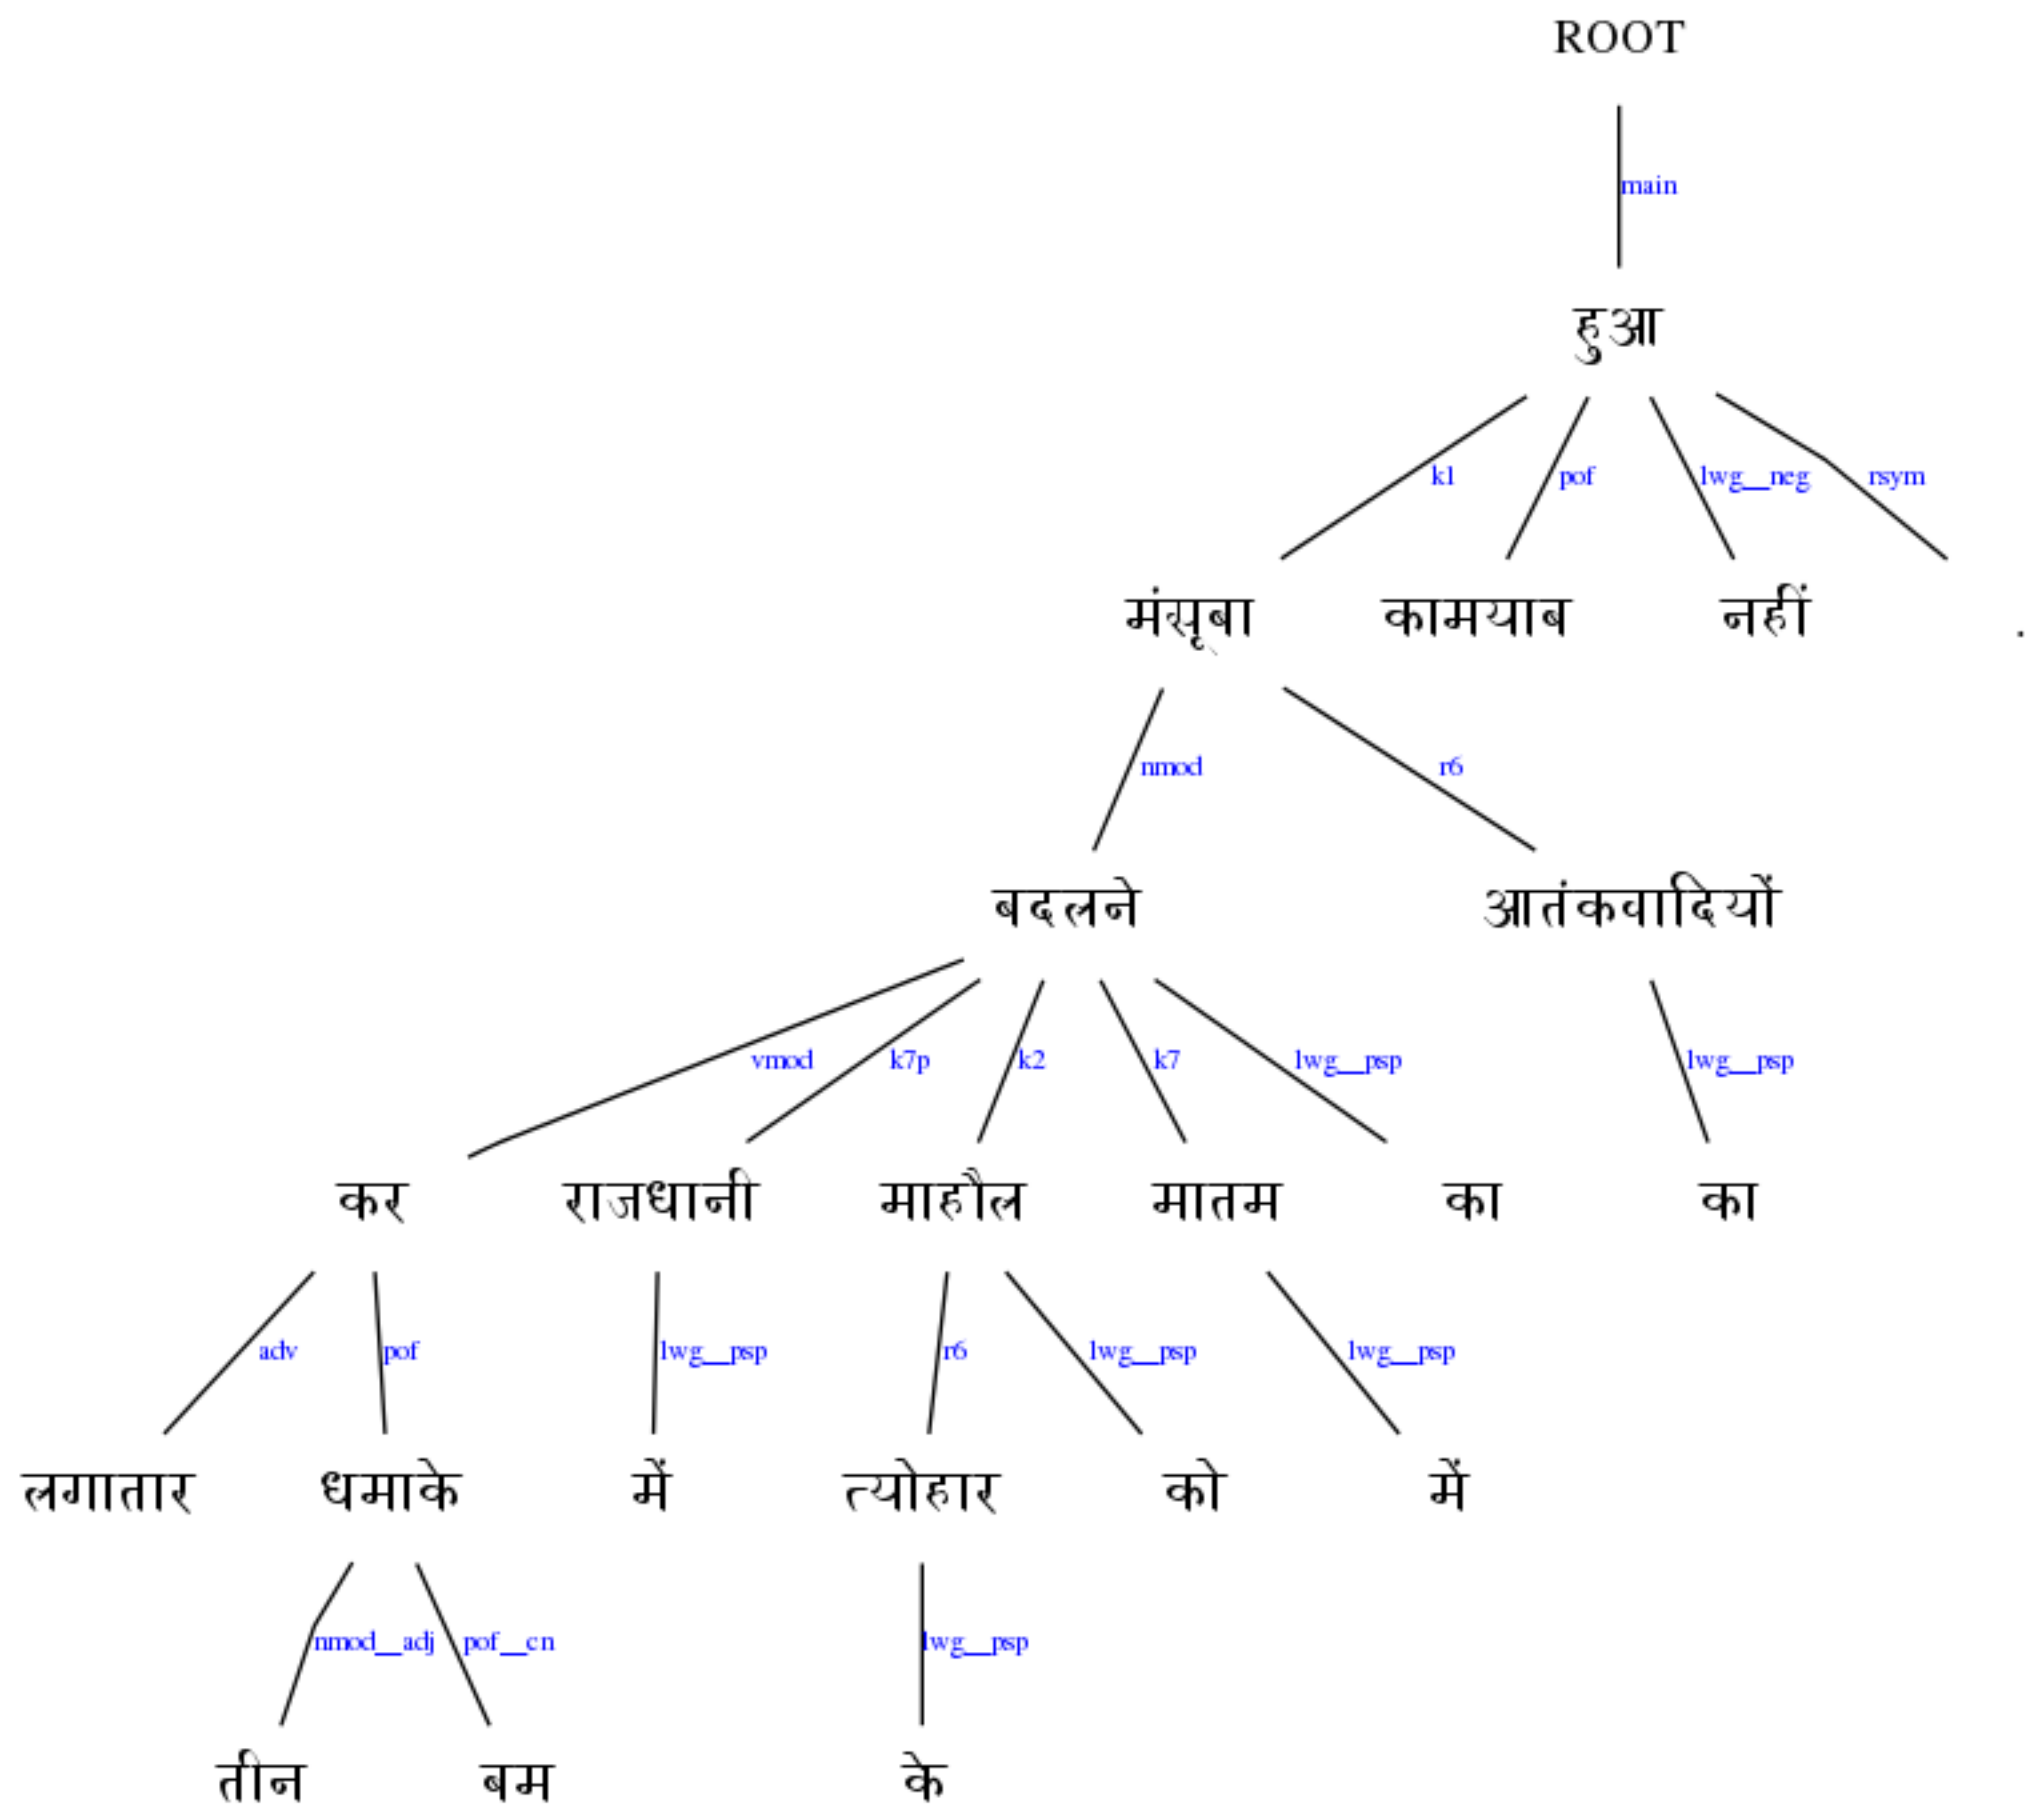 ROOT
main
हुआ
k1 pof lwg__neg rsym
मंसूबा कामयाब नहीं .
nmod r6
बदलने आतंकवादियों
vmod k7p k2 k7 lwg__psp lwg__psp
कर राजधानी माहौल मातम का का
adv pof lwg__psp r6 lwg__psp lwg__psp
लगातार धमाके में त्योहार को में
nmod__adj pof__cn lwg__psp
तीन बम के